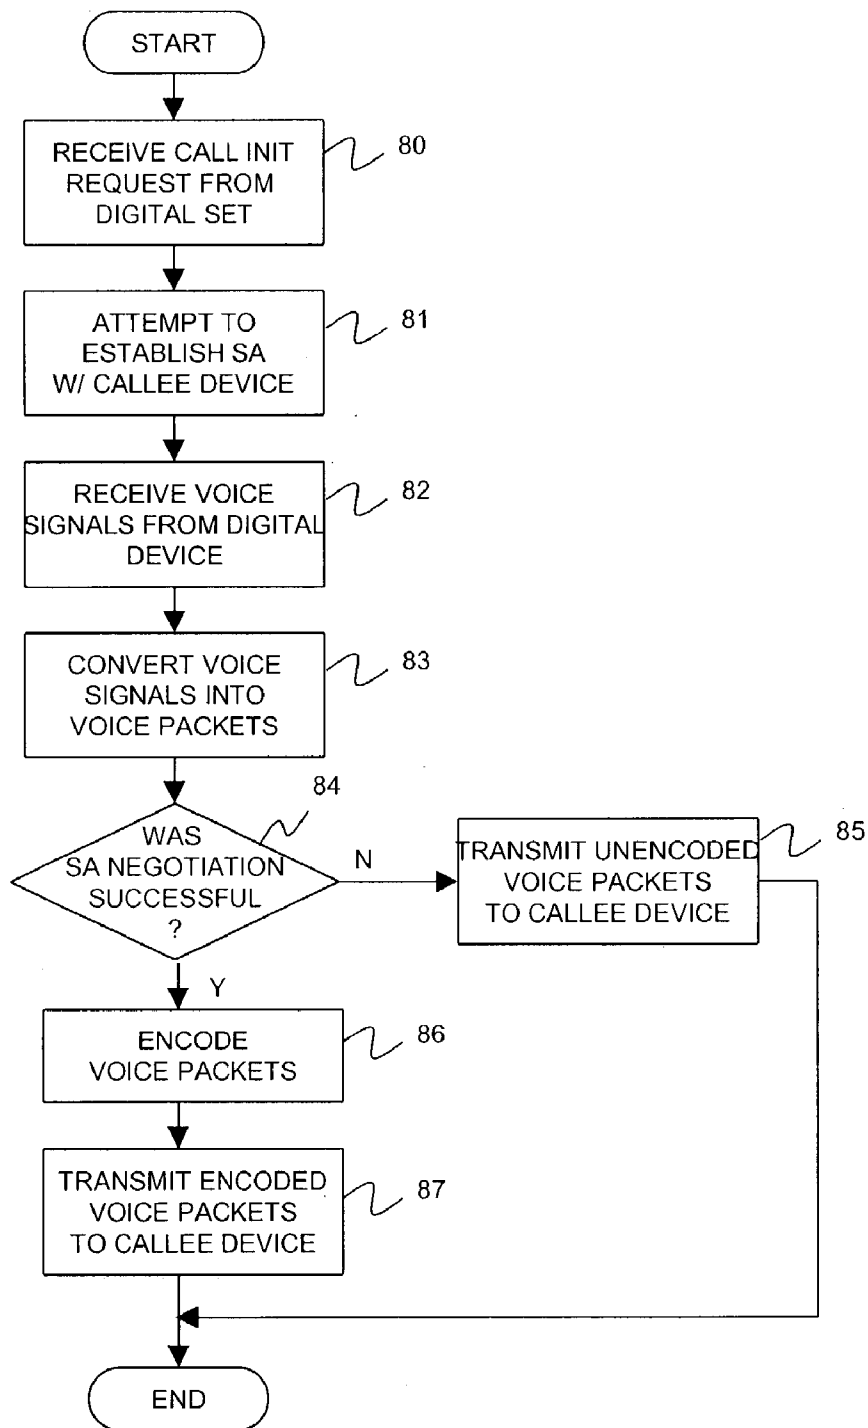 START
RECEIVE CALL INIT
REQUEST FROM
DIGITAL SET
80
ATTEMPT TO
ESTABLISH SA
W/ CALLEE DEVICE
81
RECEIVE VOICE
SIGNALS FROM DIGITAL
DEVICE
82
CONVERT VOICE
SIGNALS INTO
VOICE PACKETS
83
84
WAS
SA NEGOTIATION
SUCCESSFUL
?
N
TRANSMIT UNENCODED
VOICE PACKETS
TO CALLEE DEVICE
85
Y
ENCODE
VOICE PACKETS
86
TRANSMIT ENCODED
VOICE PACKETS
TO CALLEE DEVICE
87
END